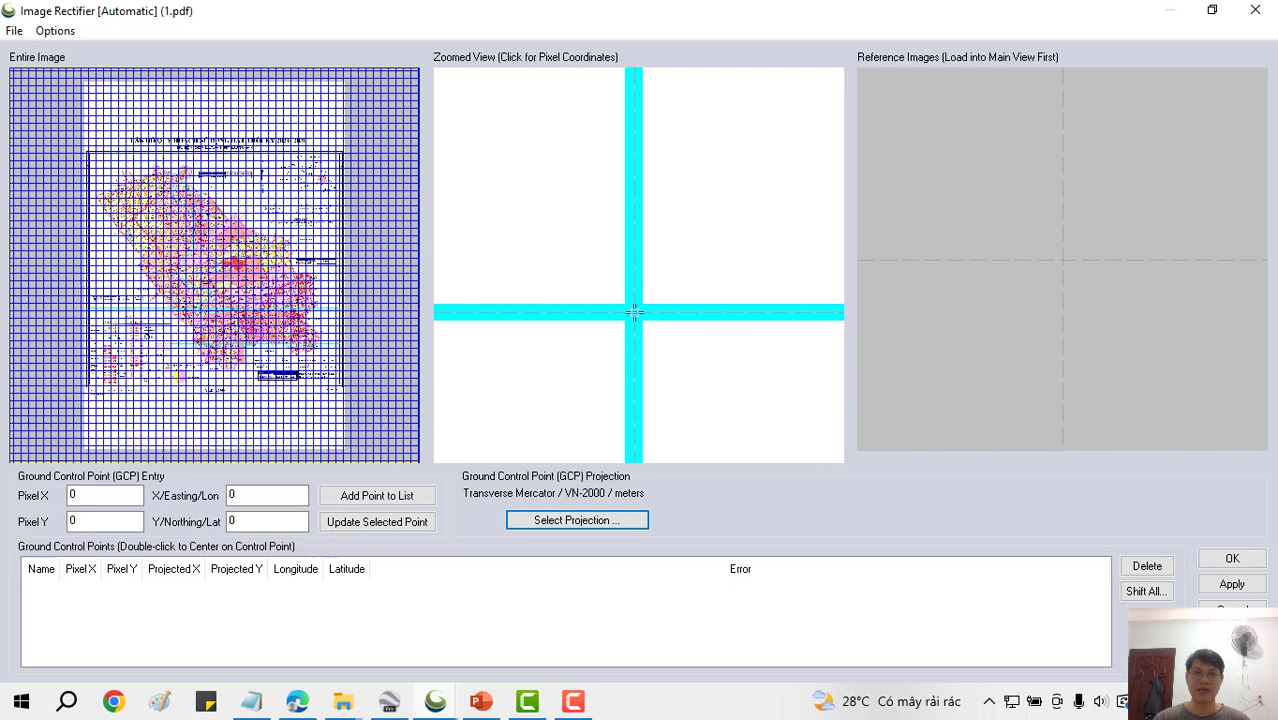 Image Rectifier [Automatic] (1.pdf)
File Options
Entire Image
Zoomed View (Click for Pixel Coordinates)
Reference Images (Load into Main View First)
Ground Control Point (GCP) Entry
Pixel X 0 X/Easting/Lon 0 Add Point to List
Pixel Y 0 Y/Northing/Lat 0 Update Selected Point
Ground Control Point (GCP) Projection
Transverse Mercator / VN-2000 / meters
Select Projection ...
Ground Control Points (Double-click to Center on Control Point)
Name Pixel X Pixel Y Projected X Projected Y Longitude Latitude Error
Delete
Shift All...
OK
Apply
28°C Có mây rải rác